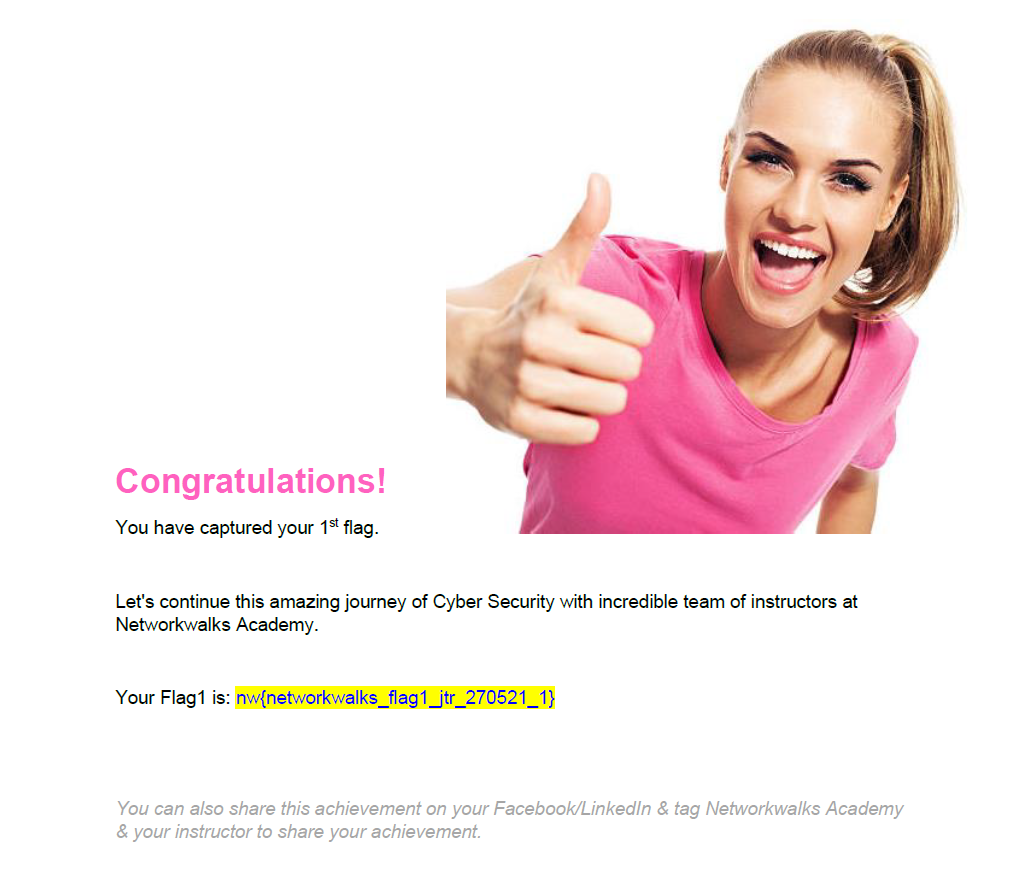 Congratulations!
You have captured your 1st flag.
Let's continue this amazing journey of Cyber Security with incredible team of instructors at
Networkwalks Academy.
Your Flag1 is: nw{networkwalks_flag1_jtr_270521_1}
You can also share this achievement on your Facebook/LinkedIn & tag Networkwalks Academy
& your instructor to share your achievement.